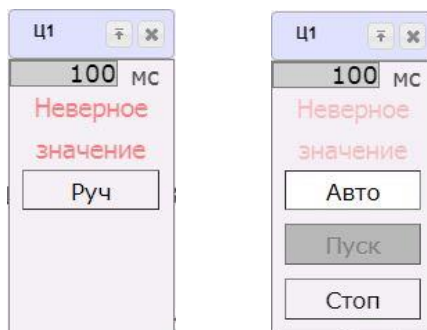 Ц1
100 мс
Неверное
значение
Руч
Ц1
100 мс
Неверное
значение
Авто
Пуск
Стоп